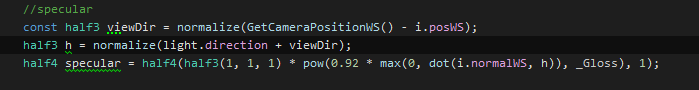 //specular
const half3 viewDir = normalize(GetCameraPositionWS() - i.posWS);
half3 h = normalize(light.direction + viewDir);
half4 specular = half4(half3(1, 1, 1) * pow(0.92 * max(0, dot(i.normalWS, h)), _Gloss), 1);